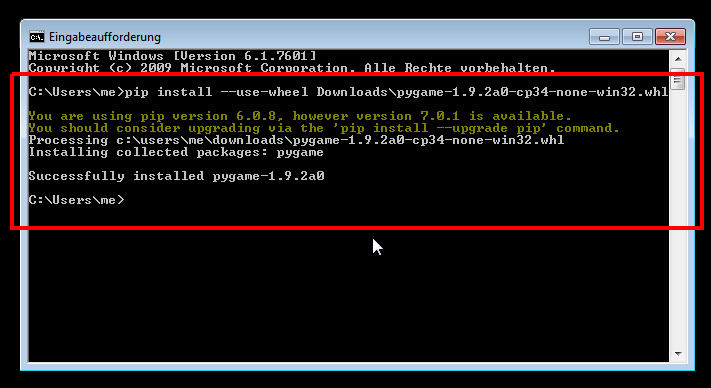 Eingabeaufforderung
Microsoft Windows [Version 6.1.7601]
Copyright (c) 2009 Microsoft Corporation. Alle Rechte vorbehalten.
C:\Users\me>pip install --use-wheel Downloads\pygame-1.9.2a0-cp34-none-win32.whl
You are using pip version 6.0.8, however version 7.0.1 is available.
You should consider upgrading via the 'pip install --upgrade pip' command.
Processing c:\users\me\downloads\pygame-1.9.2a0-cp34-none-win32.whl
Installing collected packages: pygame
Successfully installed pygame-1.9.2a0
C:\Users\me>